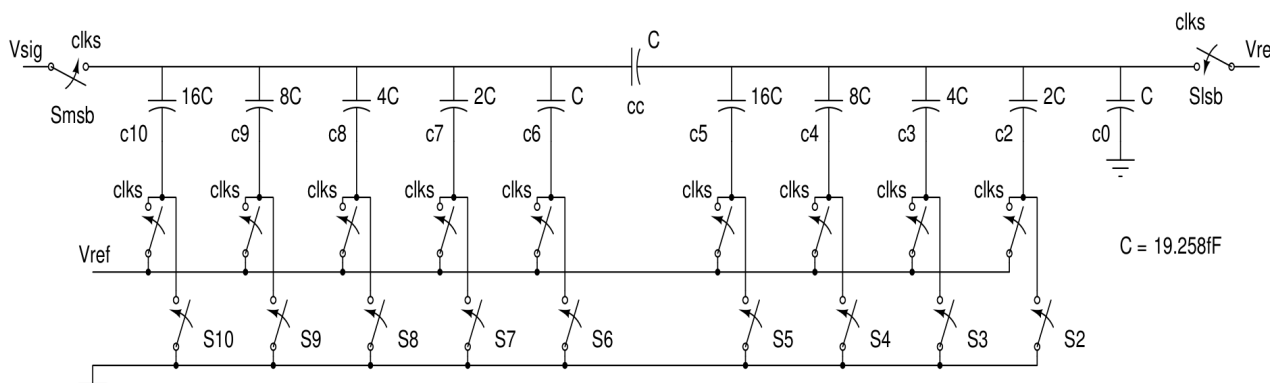 Vsig clks C clks Vre
Smsb 16C 8C 4C 2C C cc 16C 8C 4C 2C C Slsb
c10 c9 c8 c7 c6 c5 c4 c3 c2 c0
clks clks clks clks clks clks clks clks clks
Vref C = 19.258fF
S10 S9 S8 S7 S6 S5 S4 S3 S2